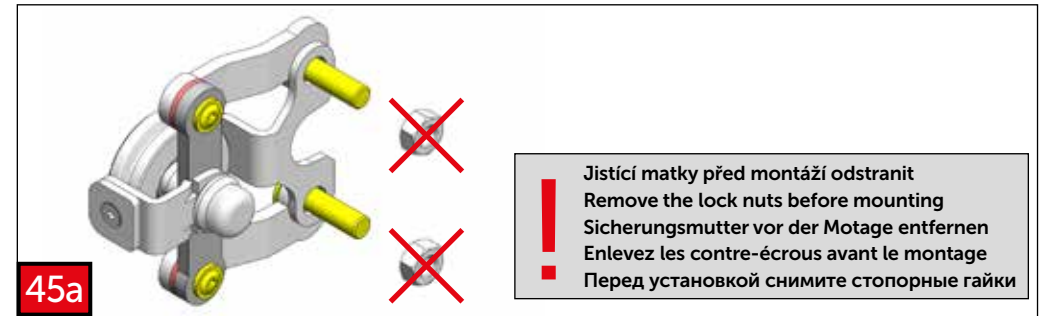 Jistící matky před montáží odstranit
Remove the lock nuts before mounting
Sicherungsmutter vor der Motage entfernen
Enlevez les contre-écrous avant le montage
Перед установкой снимите стопорные гайки
!
45a